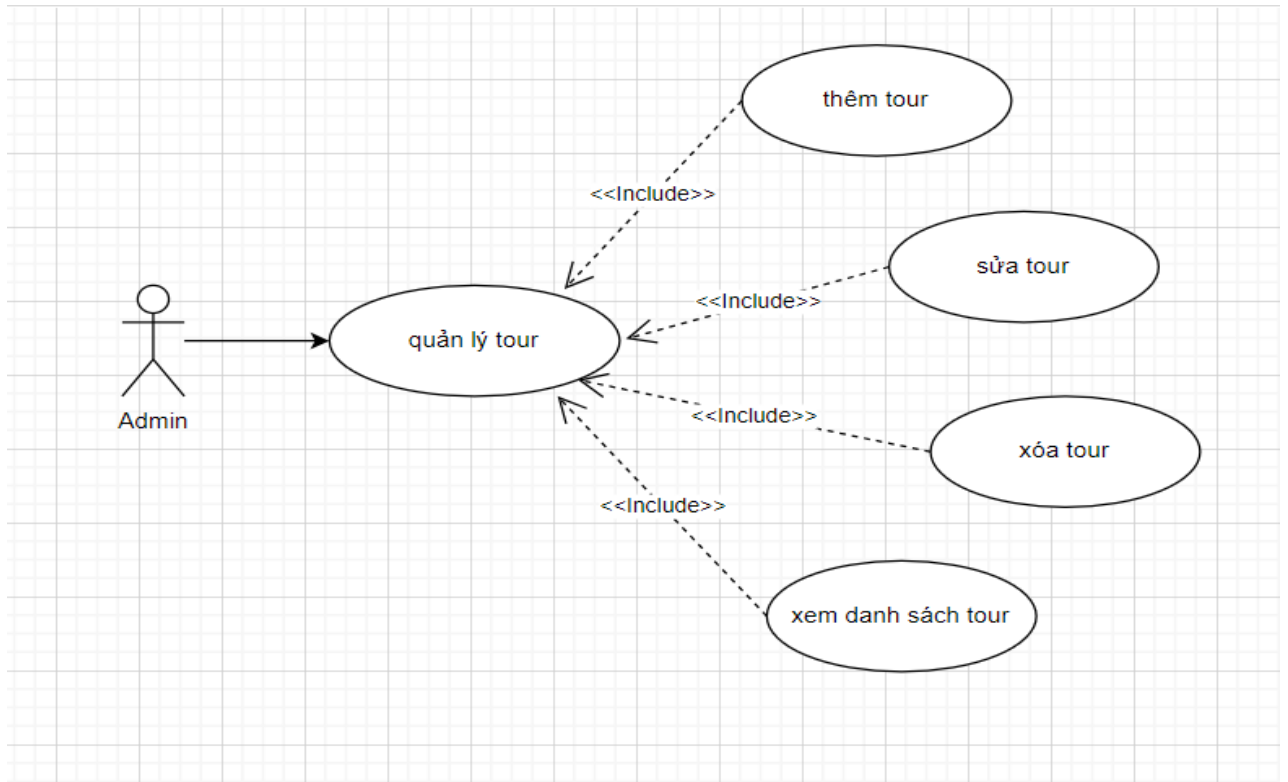 thêm tour
<<Include>>
sửa tour
<<Include>>
quản lý tour
Admin
<<Include>>
xóa tour
<<Include>>
xem danh sách tour